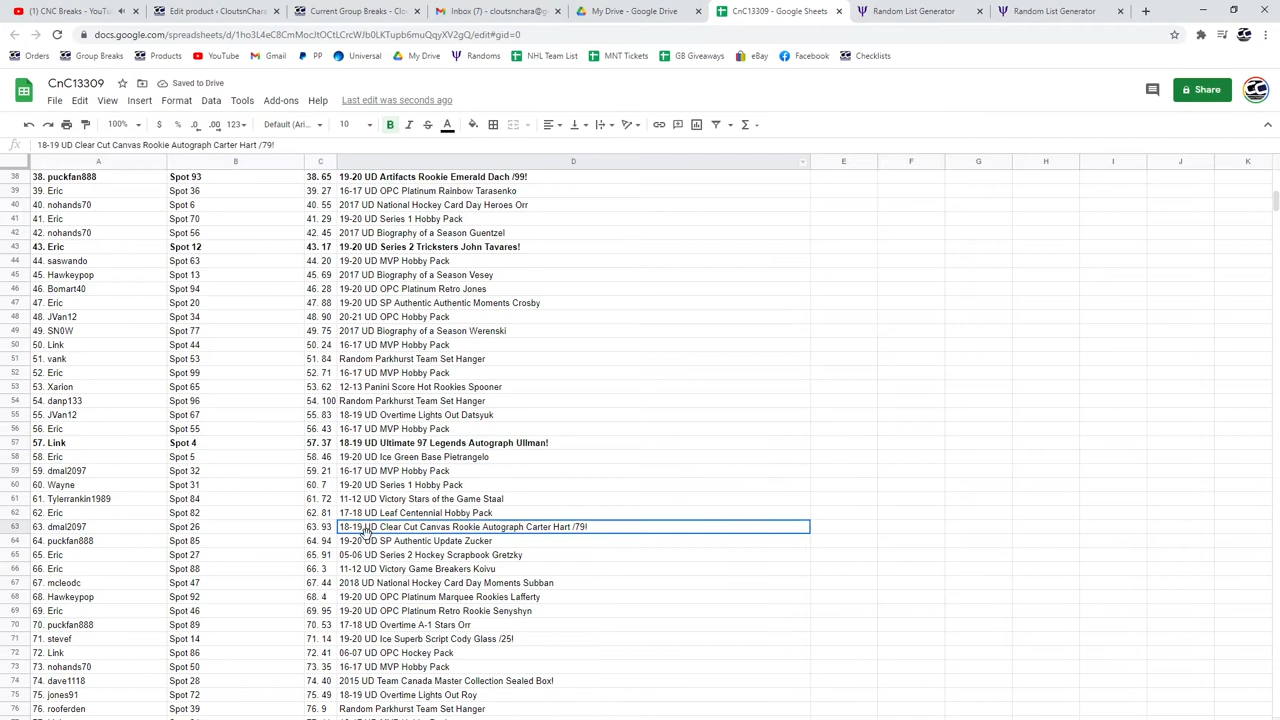 (1) CNC Breaks - YouTube
Edit product ~ CloutsnChara
Current Group Breaks - Clo
Inbox (7) - cloutsnchara@g
My Drive - Google Drive
CnC13309 - Google Sheets
Random List Generator
Random List Generator
docs.google.com/spreadsheets/d/1ho3L4eC8CmMocJtOCtLCrcWJb0LKTupb6muQqyXV2gQ/edit#gid=0
Orders Group Breaks Products YouTube Gmail PP Universal My Drive Randoms NHL Team List MNT Tickets GB Giveaways eBay Facebook Checklists
CnC13309 Saved to Drive
File Edit View Insert Format Data Tools Add-ons Help Last edit was seconds ago
Share
100% $ % .0 .00 123 Default (Ari... 10 B I S A
fx 18-19 UD Clear Cut Canvas Rookie Autograph Carter Hart /79!
A B C D E F G H I J K
38 38. puckfan888 Spot 93 38. 65 19-20 UD Artifacts Rookie Emerald Dach /99!
39 39. Eric Spot 36 39. 27 16-17 UD OPC Platinum Rainbow Tarasenko
40 40. nohands70 Spot 6 40. 55 2017 UD National Hockey Card Day Heroes Orr
41 41. Eric Spot 70 41. 29 19-20 UD Series 1 Hobby Pack
42 42. nohands70 Spot 56 42. 45 2017 UD Biography of a Season Guentzel
43 43. Eric Spot 12 43. 17 19-20 UD Series 2 Tricksters John Tavares!
44 44. saswando Spot 63 44. 20 19-20 UD MVP Hobby Pack
45 45. Hawkeypop Spot 13 45. 69 2017 UD Biography of a Season Vesey
46 46. Bomart40 Spot 94 46. 28 19-20 UD OPC Platinum Retro Jones
47 47. Eric Spot 20 47. 88 19-20 UD SP Authentic Authentic Moments Crosby
48 48. JVan12 Spot 34 48. 90 20-21 UD OPC Hobby Pack
49 49. SN0W Spot 77 49. 75 2017 UD Biography of a Season Werenski
50 50. Link Spot 44 50. 24 16-17 UD MVP Hobby Pack
51 51. vank Spot 53 51. 84 Random Parkhurst Team Set Hanger
52 52. Eric Spot 99 52. 71 16-17 UD MVP Hobby Pack
53 53. Xarion Spot 65 53. 62 12-13 Panini Score Hot Rookies Spooner
54 54. danp133 Spot 96 54. 100 Random Parkhurst Team Set Hanger
55 55. JVan12 Spot 67 55. 83 18-19 UD Overtime Lights Out Datsyuk
56 56. Eric Spot 55 56. 43 16-17 UD MVP Hobby Pack
57 57. Link Spot 4 57. 37 18-19 UD Ultimate 97 Legends Autograph Ullman!
58 58. Eric Spot 5 58. 46 19-20 UD Ice Green Base Pietrangelo
59 59. dmal2097 Spot 32 59. 21 16-17 UD MVP Hobby Pack
60 60. Wayne Spot 31 60. 7 19-20 UD Series 1 Hobby Pack
61 61. Tylerrankin1989 Spot 84 61. 72 11-12 UD Victory Stars of the Game Staal
62 62. Eric Spot 82 62. 81 17-18 UD Leaf Centennial Hobby Pack
63 63. dmal2097 Spot 26 63. 93 18-19 UD Clear Cut Canvas Rookie Autograph Carter Hart /79!
64 64. puckfan888 Spot 85 64. 94 19-20 UD SP Authentic Update Zucker
65 65. Eric Spot 27 65. 91 05-06 UD Series 2 Hockey Scrapbook Gretzky
66 66. Eric Spot 88 66. 3 11-12 UD Victory Game Breakers Koivu
67 67. mcleodc Spot 47 67. 44 2018 UD National Hockey Card Day Moments Subban
68 68. Hawkeypop Spot 92 68. 4 19-20 UD OPC Platinum Marquee Rookies Lafferty
69 69. Eric Spot 46 69. 95 19-20 UD OPC Platinum Retro Rookie Senyshyn
70 70. puckfan888 Spot 89 70. 53 17-18 UD Overtime A-1 Stars Orr
71 71. stevef Spot 14 71. 14 19-20 UD Ice Superb Script Cody Glass /25!
72 72. Link Spot 86 72. 41 06-07 UD OPC Hockey Pack
73 73. nohands70 Spot 50 73. 35 16-17 UD MVP Hobby Pack
74 74. dave1118 Spot 28 74. 40 2015 UD Team Canada Master Collection Sealed Box!
75 75. jones91 Spot 72 75. 49 18-19 UD Overtime Lights Out Roy
76 76. rooferden Spot 39 76. 9 Random Parkhurst Team Set Hanger